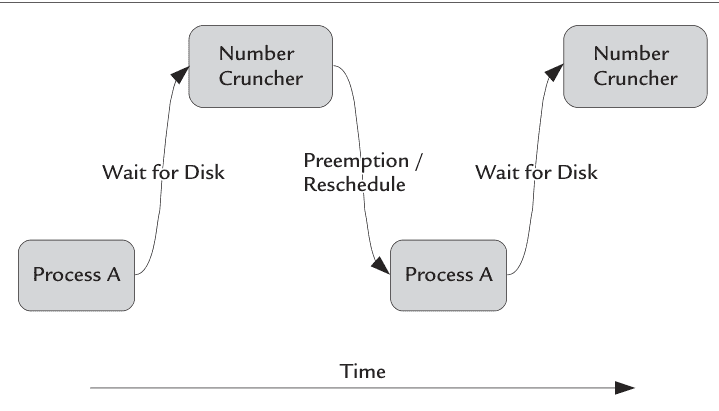 Number
Cruncher
Number
Cruncher
Wait for Disk
Preemption /
Reschedule
Wait for Disk
Process A
Process A
Time